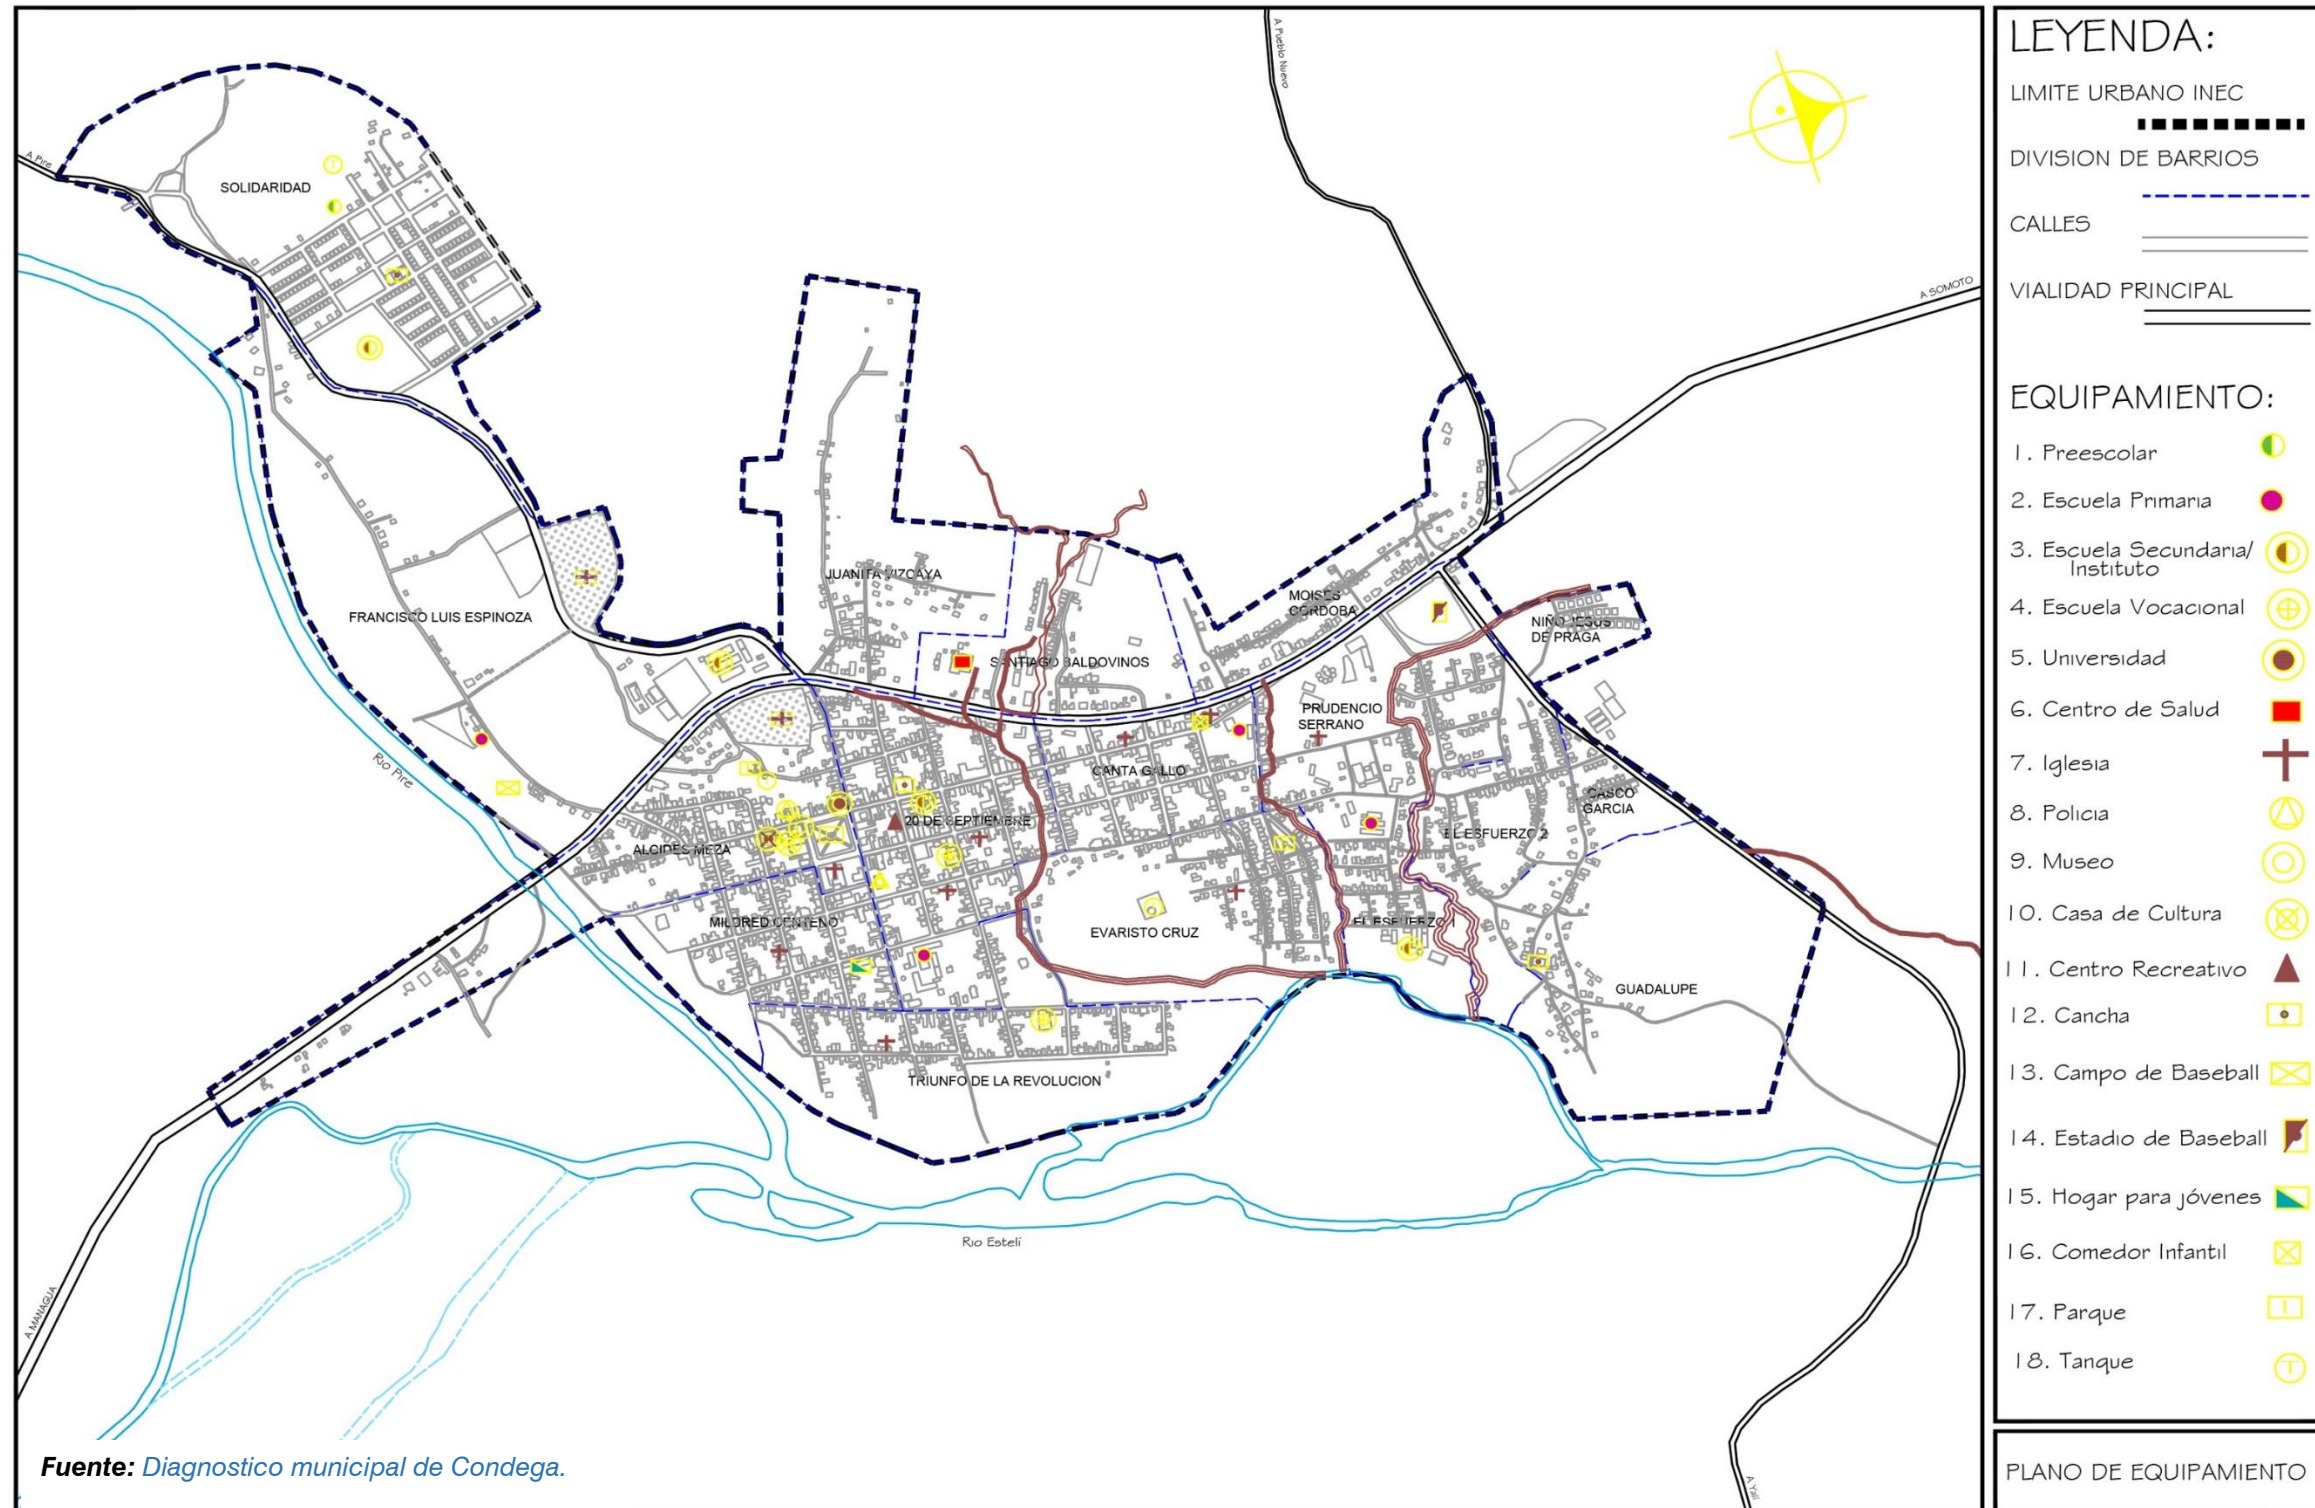 A Pueblo Nuevo
A Pire
SOLIDARIDAD
A SOMOTO
JUANITA VIZCAYA
MOISES
CORDOBA
FRANCISCO LUIS ESPINOZA
NIÑO JESUS
DE PRAGA
SANTIAGO BALDOVINOS
PRUDENCIO
SERRANO
Rio Pire
CANTA GALLO
CASCO
GARCIA
20 DE SEPTIEMBRE
EL ESFUERZO 2
ALCIDES MEZA
MILDRED CENTENO
EL ESFUERZO 1
EVARISTO CRUZ
GUADALUPE
TRIUNFO DE LA REVOLUCION
Rio Estelí
A MANAGUA
A Yali
Fuente: Diagnostico municipal de Condega.
LEYENDA:
LIMITE URBANO INEC
DIVISION DE BARRIOS
CALLES
VIALIDAD PRINCIPAL
EQUIPAMIENTO:
1. Preescolar
2. Escuela Primaria
3. Escuela Secundaria/
Instituto
4. Escuela Vocacional
5. Universidad
6. Centro de Salud
7. Iglesia
8. Policia
9. Museo
10. Casa de Cultura
11. Centro Recreativo
12. Cancha
13. Campo de Baseball
14. Estadio de Baseball
15. Hogar para jóvenes
16. Comedor Infantil
17. Parque
18. Tanque
PLANO DE EQUIPAMIENTO